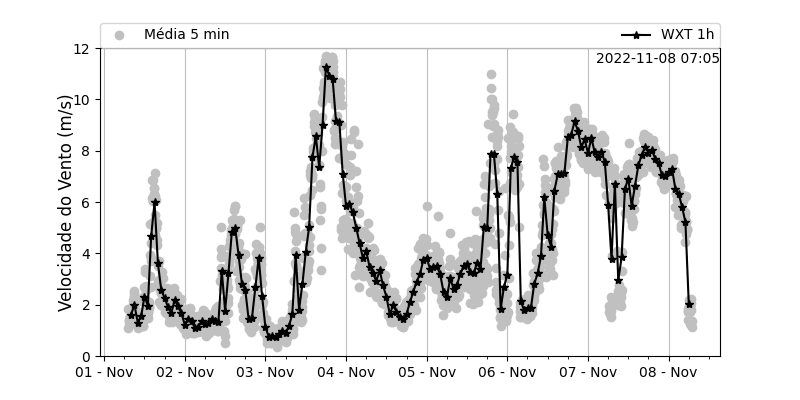 Média 5 min
WXT 1h
2022-11-08 07:05
Velocidade do Vento (m/s)
12
10
8
6
4
2
0
01 - Nov
02 - Nov
03 - Nov
04 - Nov
05 - Nov
06 - Nov
07 - Nov
08 - Nov